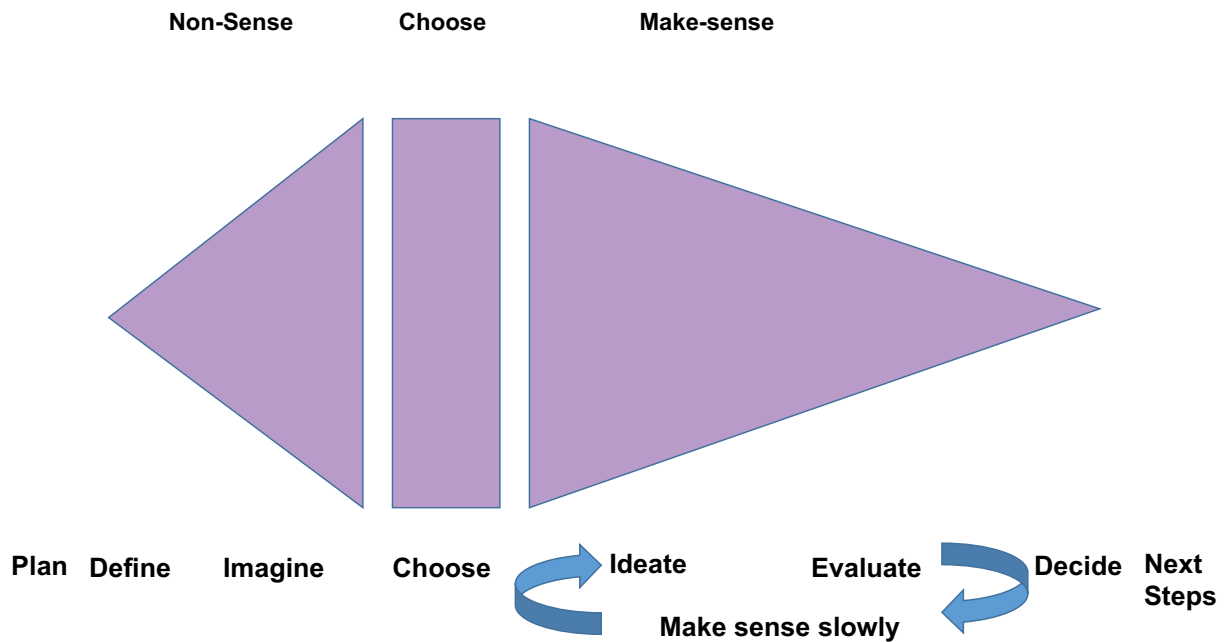 Non-Sense Choose Make-sense
Plan Define Imagine Choose Ideate Evaluate Decide Next
Steps
Make sense slowly